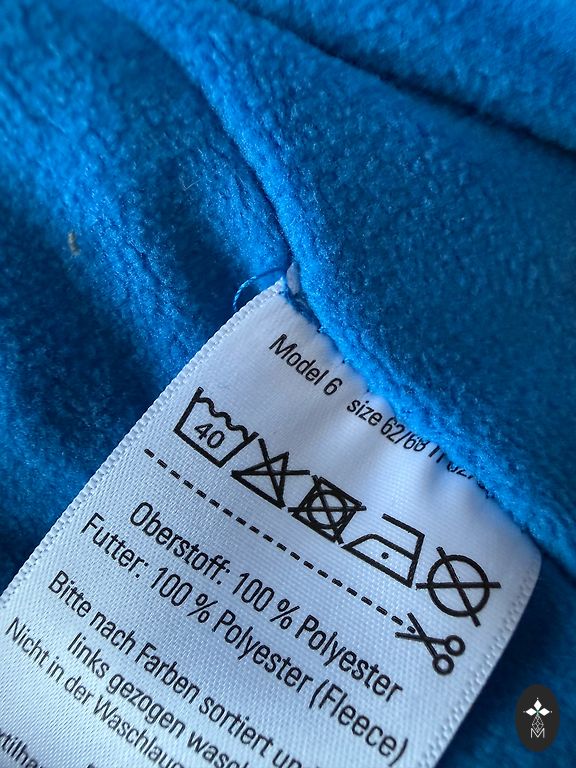 Model 6 size 62/68
40
Oberstoff: 100 % Polyester
Futter: 100 % Polyester (Fleece)
Bitte nach Farben sortiert
links gezogen
Nicht in der
M